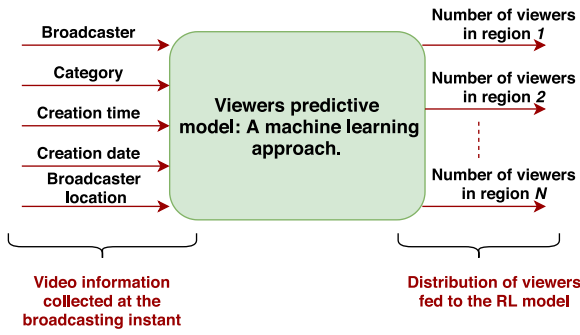 Broadcaster
Category
Creation time
Creation date
Broadcaster
location
Viewers predictive
model: A machine learning
approach.
Number of viewers
in region 1
Number of viewers
in region 2
Number of viewers
in region N
Video information
collected at the
broadcasting instant
Distribution of viewers
fed to the RL model